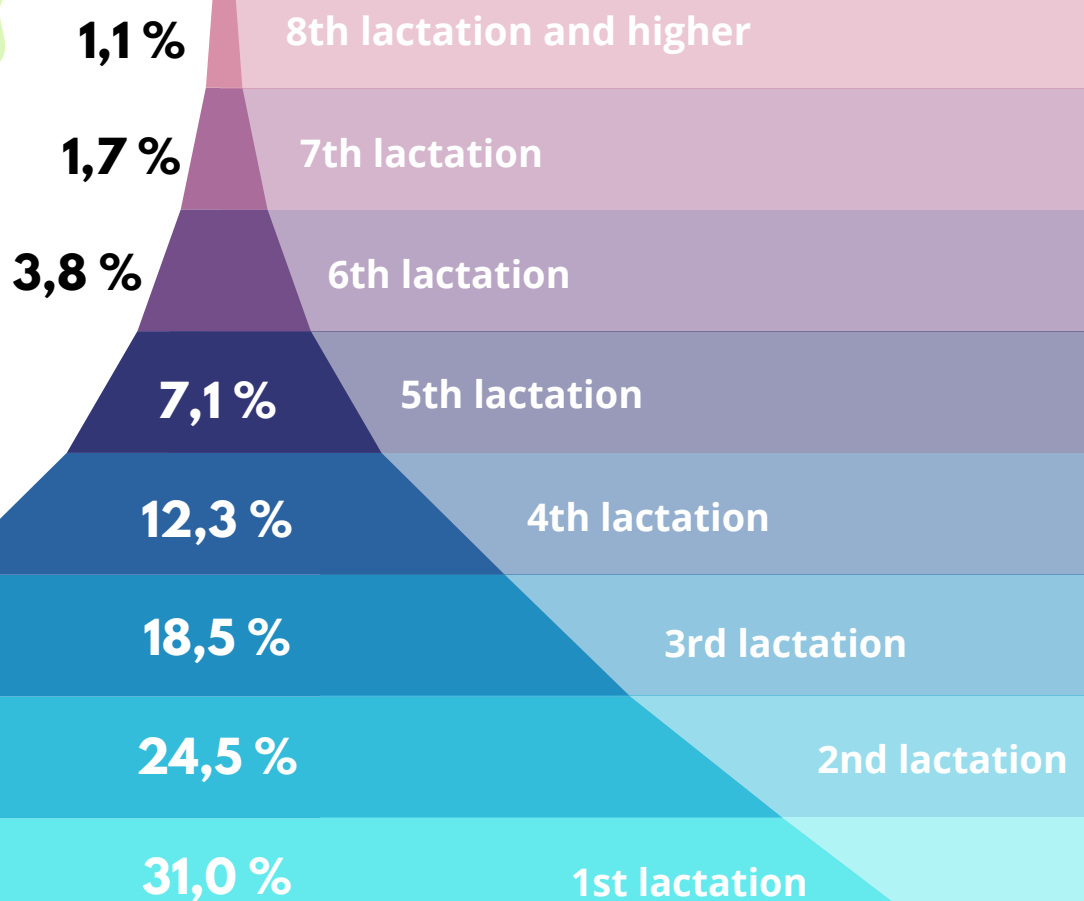 1,1 % 8th lactation and higher
1,7 % 7th lactation
3,8 % 6th lactation
7,1 % 5th lactation
12,3 % 4th lactation
18,5 % 3rd lactation
24,5 % 2nd lactation
31,0 % 1st lactation